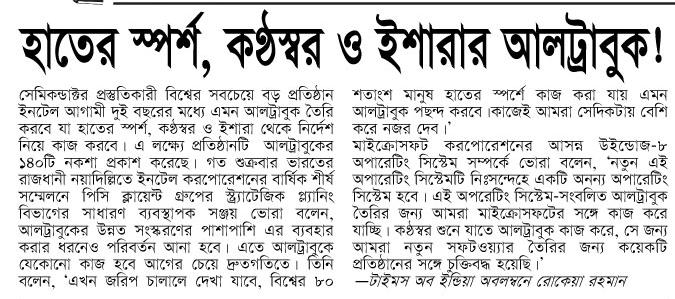 হাতের স্পর্শ, কণ্ঠস্বর ও ইশারার আলট্রাবুক!
সেমিকন্ডাক্টর প্রস্তুতিকারী বিশ্বের সবচেয়ে বড় প্রতিষ্ঠান
ইনটেল আগামী দুই বছরের মধ্যে এমন আলট্রাবুক তৈরি
করবে যা হাতের স্পর্শ, কণ্ঠস্বর ও ইশারা থেকে নির্দেশ
নিয়ে কাজ করবে। এ লক্ষ্যে প্রতিষ্ঠানটি আলট্রাবুকের
১৪০টি নকশা প্রকাশ করেছে। গত শুক্রবার ভারতের
রাজধানী নয়াদিল্লিতে ইনটেল করপোরেশনের বার্ষিক শীর্ষ
সম্মেলনে পিসি ক্লায়েন্ট গ্রুপের স্ট্র্যাটেজিক প্ল্যানিং
বিভাগের সাধারণ ব্যবস্থাপক সঞ্জয় ভোরা বলেন,
আলট্রাবুকের উন্নত সংস্করণের পাশাপাশি এর ব্যবহার
করার ধরনেও পরিবর্তন আনা হবে। এতে আলট্রাবুকে
যেকোনো কাজ হবে আগের চেয়ে দ্রুতগতিতে। তিনি
বলেন, ‘এখন জরিপ চালালে দেখা যাবে, বিশ্বের ৮০
শতাংশ মানুষ হাতের স্পর্শে কাজ করা যায় এমন
আলট্রাবুক পছন্দ করবে।কাজেই আমরা সেদিকটায় বেশি
করে নজর দেব।’
মাইক্রোসফট করপোরেশনের আসন্ন উইন্ডোজ-৮
অপারেটিং সিস্টেম সম্পর্কে ভোরা বলেন, ‘নতুন এই
অপারেটিং সিস্টেমটি নিঃসন্দেহে একটি অনন্য অপারেটিং
সিস্টেম হবে। এই অপরেটিং সিস্টেম-সংবলিত আলট্রাবুক
তৈরির জন্য আমরা মাইক্রোসফটের সঙ্গে কাজ করে
যাচ্ছি। কণ্ঠস্বর শুনে যাতে আলট্রাবুক কাজ করে, সে জন্য
আমরা নতুন সফটওয়্যার তৈরির জন্য কয়েকটি
প্রতিষ্ঠানের সঙ্গে চুক্তিবদ্ধ হয়েছি।’
—টাইমস অব ইন্ডিয়া অবলম্বনে রোকেয়া রহমান